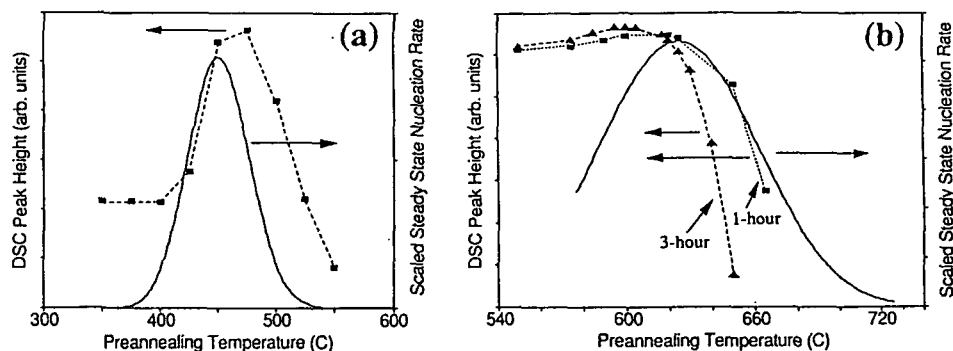 (a)
DSC Peak Height (arb. units)
Scaled Steady State Nucleation Rate
300
400
500
600
Preannealing Temperature (C)
(b)
DSC Peak Height (arb. units)
Scaled Steady State Nucleation Rate
3-hour
1-hour
540
600
660
720
Preannealing Temperature (C)